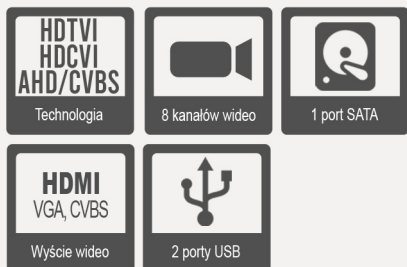 HDTVI
HDCVI
AHD/CVBS
Technologia
8 kanałów wideo
1 port SATA
HDMI
VGA, CVBS
Wyście wideo
2 porty USB